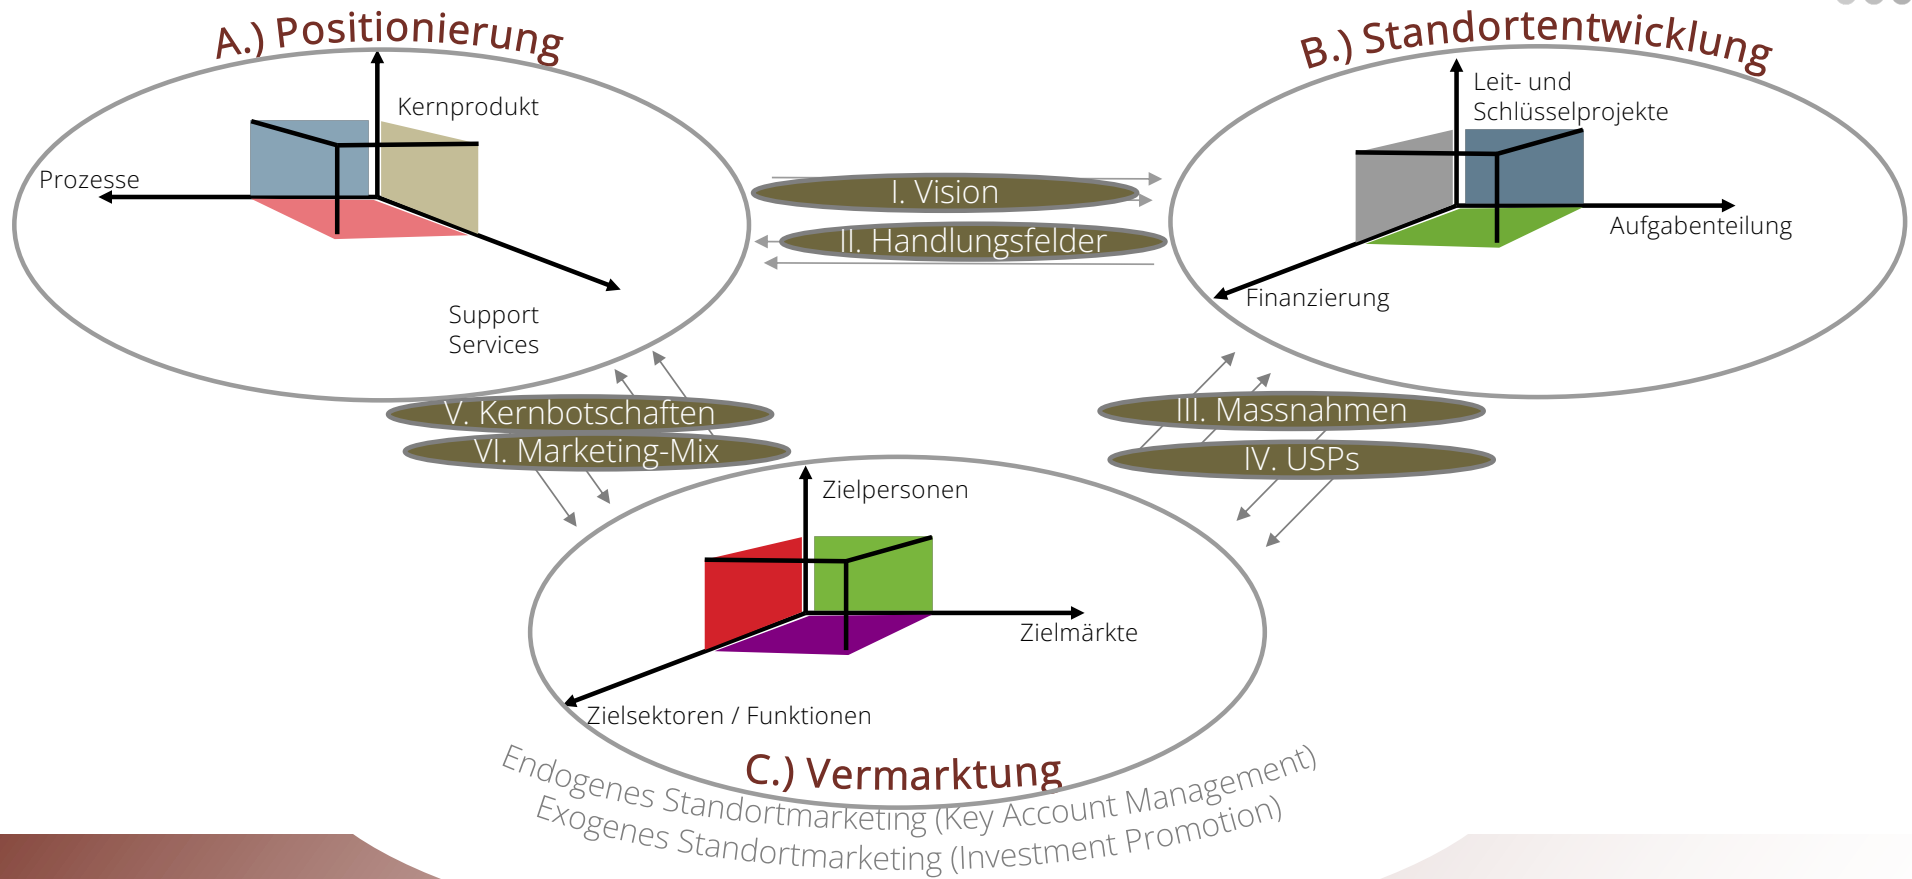 A.) Positionierung
B.) Standortentwicklung
Kernprodukt
Prozesse
Support
Services
Leit- und
Schlüsselprojekte
Aufgabenteilung
Finanzierung
I. Vision
II. Handlungsfelder
V. Kernbotschaften
VI. Marketing-Mix
III. Massnahmen
IV. USPs
Zielpersonen
Zielmärkte
Zielsektoren / Funktionen
C.) Vermarktung
Endogenes Standortmarketing (Key Account Management)
Exogenes Standortmarketing (Investment Promotion)